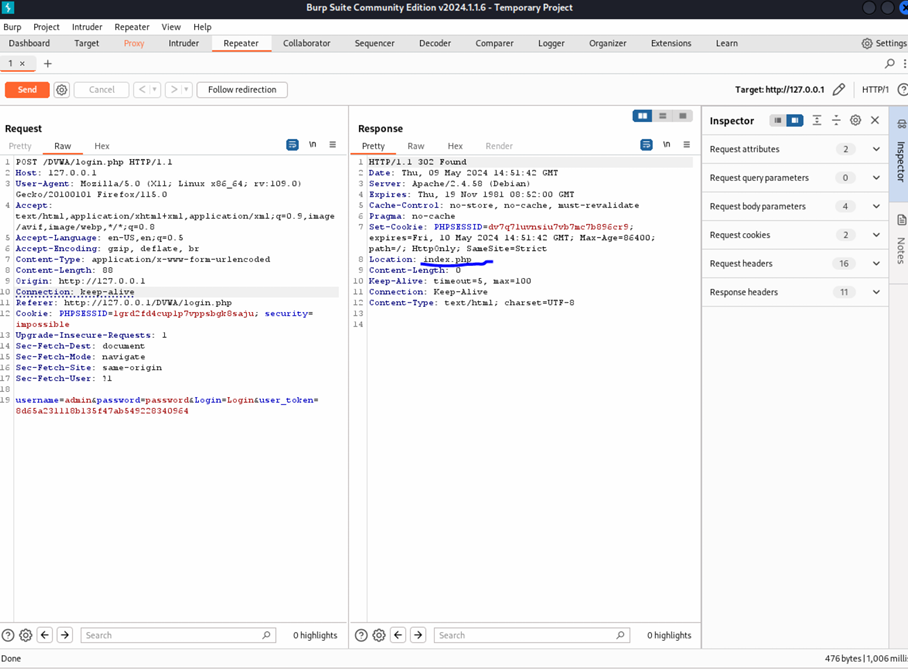 Burp Suite Community Edition v2024.1.1.6 - Temporary Project
Burp Project Intruder Repeater View Help
Dashboard Target Proxy Intruder Repeater Collaborator Sequencer Decoder Comparer Logger Organizer Extensions Learn Settings
1 × +
Send Cancel < > Follow redirection Target: http://127.0.0.1 HTTP/1
Request
Pretty Raw Hex \n
1 POST /DVWA/login.php HTTP/1.1
2 Host: 127.0.0.1
3 User-Agent: Mozilla/5.0 (X11; Linux x86_64; rv:109.0)
Gecko/20100101 Firefox/115.0
4 Accept:
text/html,application/xhtml+xml,application/xml;q=0.9,image
/avif,image/webp,*/*;q=0.8
5 Accept-Language: en-US,en;q=0.5
6 Accept-Encoding: gzip, deflate, br
7 Content-Type: application/x-www-form-urlencoded
8 Content-Length: 88
9 Origin: http://127.0.0.1
10 Connection: keep-alive
11 Referer: http://127.0.0.1/DVWA/login.php
12 Cookie: PHPSESSID=lgrd2fd4cuplp7vppsbgk8saju; security=
impossible
13 Upgrade-Insecure-Requests: 1
14 Sec-Fetch-Dest: document
15 Sec-Fetch-Mode: navigate
16 Sec-Fetch-Site: same-origin
17 Sec-Fetch-User: ?1
18
19 username=admin&password=password&Login=Login&user_token=
8d65a231118b135f47ab549228340964
Response
Pretty Raw Hex Render \n
1 HTTP/1.1 302 Found
2 Date: Thu, 09 May 2024 14:51:42 GMT
3 Server: Apache/2.4.58 (Debian)
4 Expires: Thu, 19 Nov 1981 08:52:00 GMT
5 Cache-Control: no-store, no-cache, must-revalidate
6 Pragma: no-cache
7 Set-Cookie: PHPSESSID=dv7q7luvnsiu7vb7mc7b896cr9;
expires=Fri, 10 May 2024 14:51:42 GMT; Max-Age=86400;
path=/; HttpOnly; SameSite=Strict
8 Location: index.php
9 Content-Length: 0
10 Keep-Alive: timeout=5, max=100
11 Connection: Keep-Alive
12 Content-Type: text/html; charset=UTF-8
13
14
Inspector
Request attributes 2
Request query parameters 0
Request body parameters 4
Request cookies 2
Request headers 16
Response headers 11
Inspector
Notes
Search 0 highlights
Search 0 highlights
Done 476 bytes | 1,006 milli